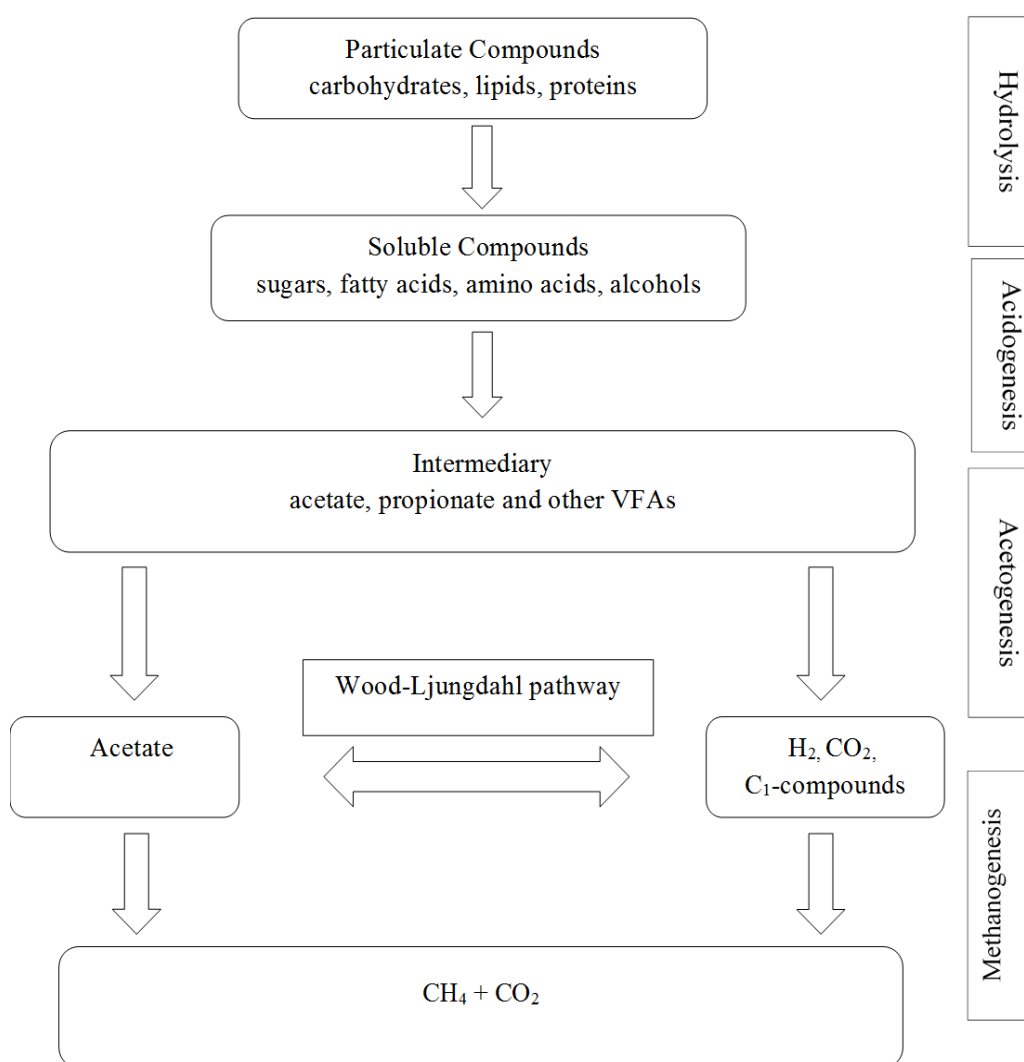 Particulate Compounds
carbohydrates, lipids, proteins
Hydrolysis
Soluble Compounds
sugars, fatty acids, amino acids, alcohols
Acidogenesis
Intermediary
acetate, propionate and other VFAs
Acetogenesis
Wood-Ljungdahl pathway
Acetate
H₂, CO₂,
C₁-compounds
Methanogenesis
CH₄ + CO₂